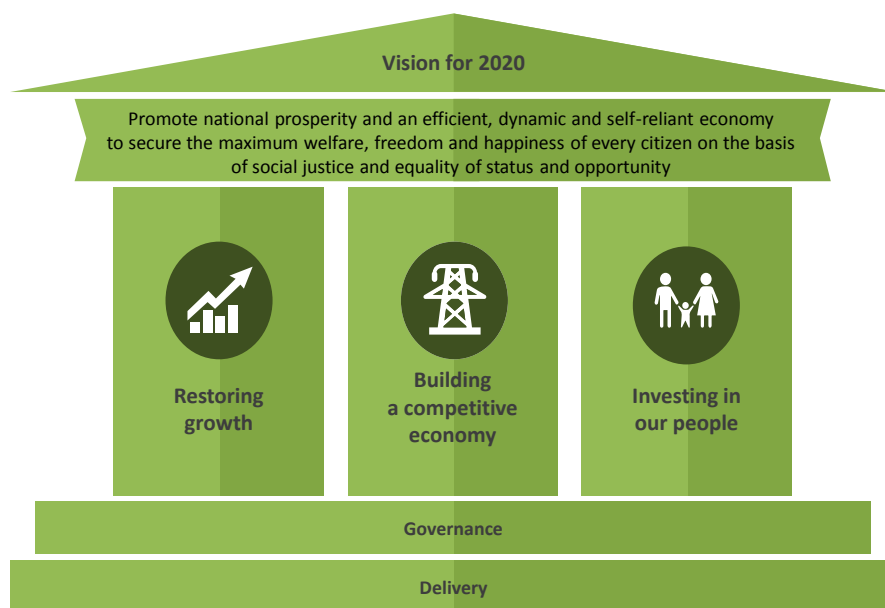 Vision for 2020
Promote national prosperity and an efficient, dynamic and self-reliant economy
to secure the maximum welfare, freedom and happiness of every citizen on the basis
of social justice and equality of status and opportunity
Restoring
growth
Building
a competitive
economy
Investing in
our people
Governance
Delivery